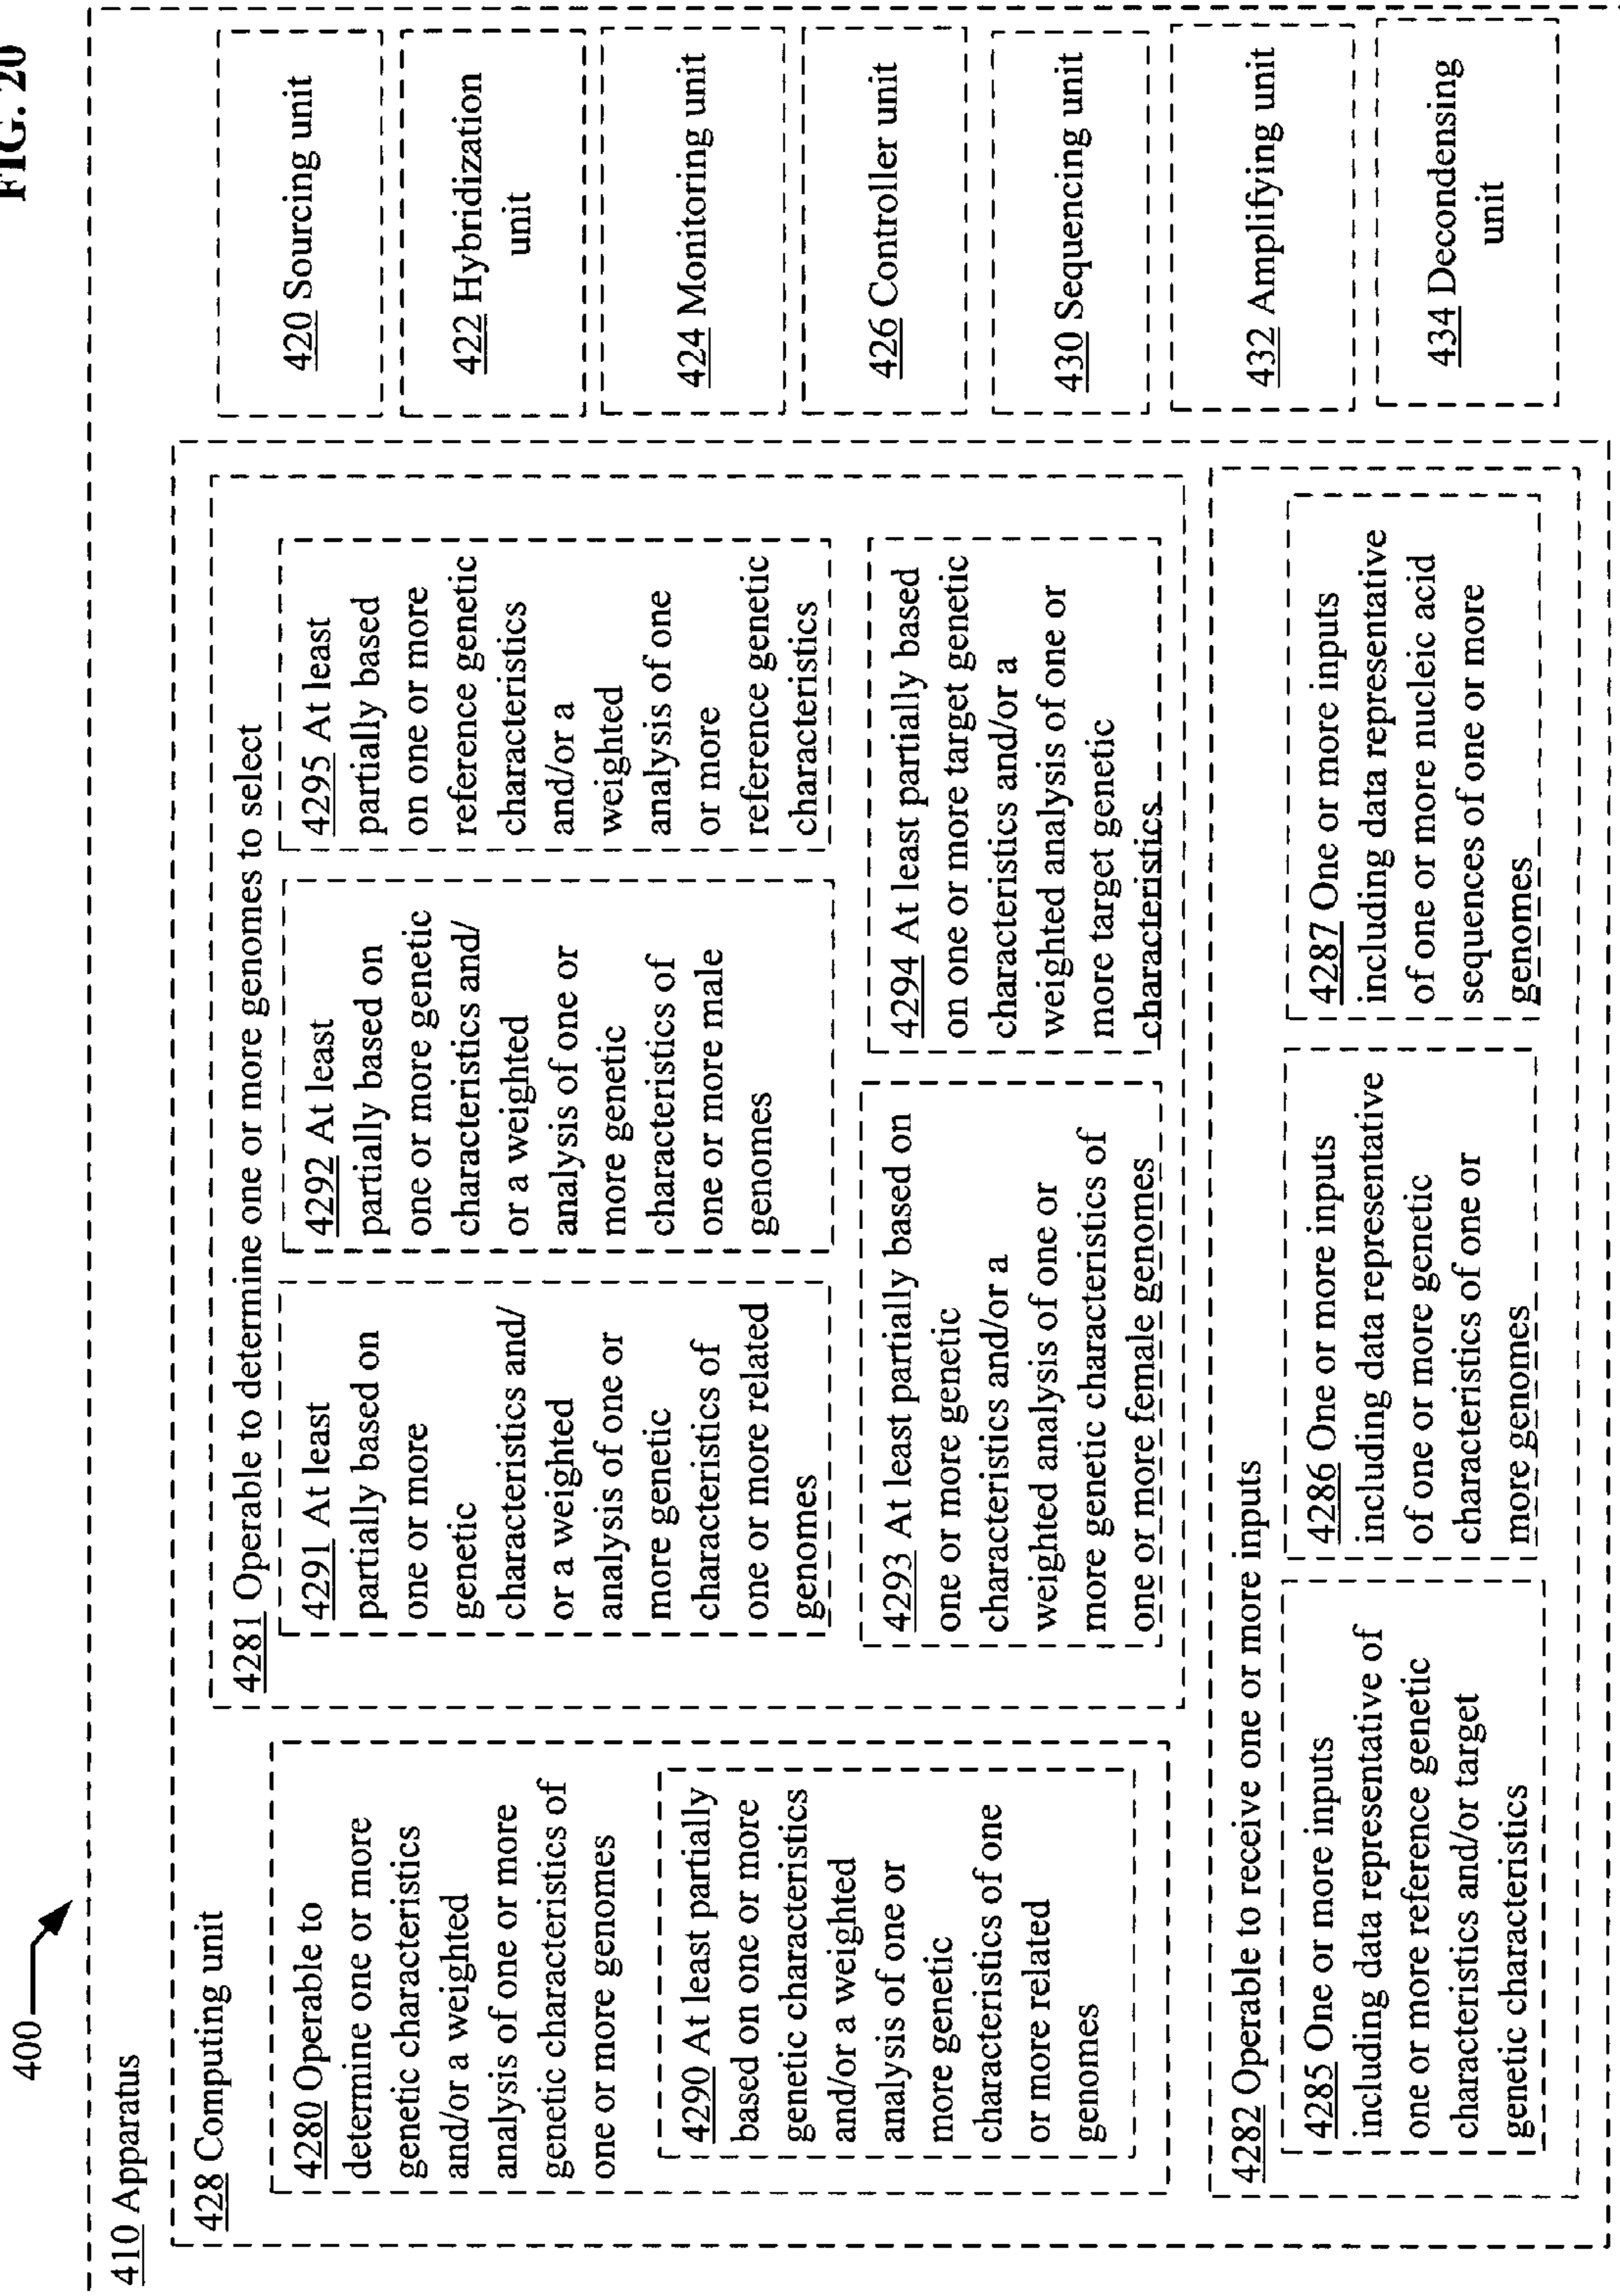 FIG. 20
400
410 Apparatus
428 Computing unit
4280 Operable to
determine one or more
genetic characteristics
and/or a weighted
analysis of one or more
genetic characteristics of
one or more genomes
4290 At least partially
based on one or more
genetic characteristics
and/or a weighted
analysis of one or
more genetic
characteristics of one
or more related
genomes
4281 Operable to determine one or more genomes to select
4291 At least
partially based on
one or more
genetic
characteristics and/
or a weighted
analysis of one or
more genetic
characteristics of
one or more related
genomes
4292 At least
partially based on
one or more genetic
characteristics and/
or a weighted
analysis of one or
more genetic
characteristics of
one or more male
genomes
4295 At least
partially based
on one or more
reference genetic
characteristics
and/or a
weighted
analysis of one
or more
reference genetic
characteristics
4293 At least partially based on
one or more genetic
characteristics and/or a
weighted analysis of one or
more genetic characteristics of
one or more female genomes
4294 At least partially based
on one or more target genetic
characteristics and/or a
weighted analysis of one or
more target genetic
characteristics
4282 Operable to receive one or more inputs
4285 One or more inputs
including data representative of
one or more reference genetic
characteristics and/or target
genetic characteristics
4286 One or more inputs
including data representative
of one or more genetic
characteristics of one or
more genomes
4287 One or more inputs
including data representative
of one or more nucleic acid
sequences of one or more
genomes
420 Sourcing unit
422 Hybridization
unit
424 Monitoring unit
426 Controller unit
430 Sequencing unit
432 Amplifying unit
434 Decondensing
unit